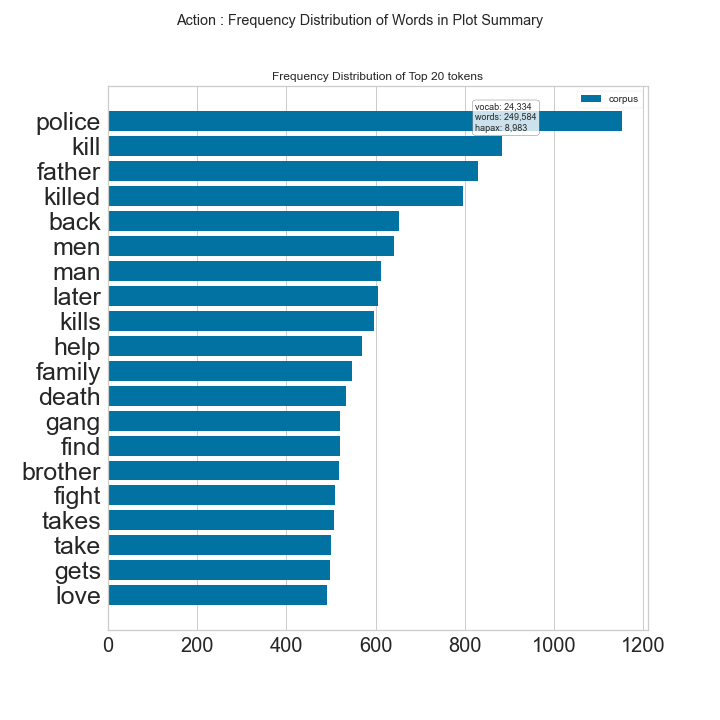 Action : Frequency Distribution of Words in Plot Summary
Frequency Distribution of Top 20 tokens
corpus
vocab: 24,334
words: 249,584
hapax: 8,983
police
kill
father
killed
back
men
man
later
kills
help
family
death
gang
find
brother
fight
takes
take
gets
love
0 200 400 600 800 1000 1200